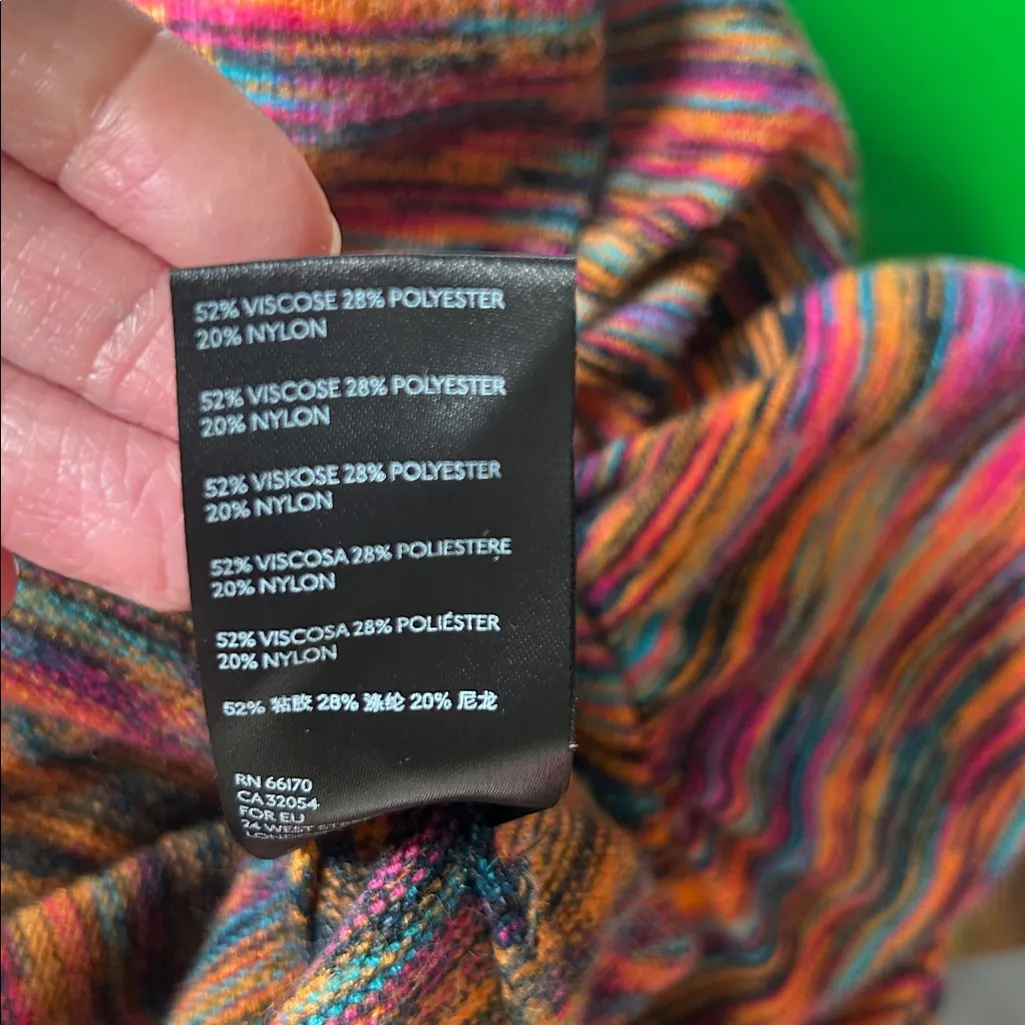 52% VISCOSE 28% POLYESTER
20% NYLON
52% VISCOSE 28% POLYESTER
20% NYLON
52% VISKOSE 28% POLYESTER
20% NYLON
52% VISCOSA 28% POLIESTERE
20% NYLON
52% VISCOSA 28% POLIÉSTER
20% NYLON
52% 粘胶 28% 涤纶 20% 尼龙
RN 66170
CA 32054
FOR EU
24 WEST